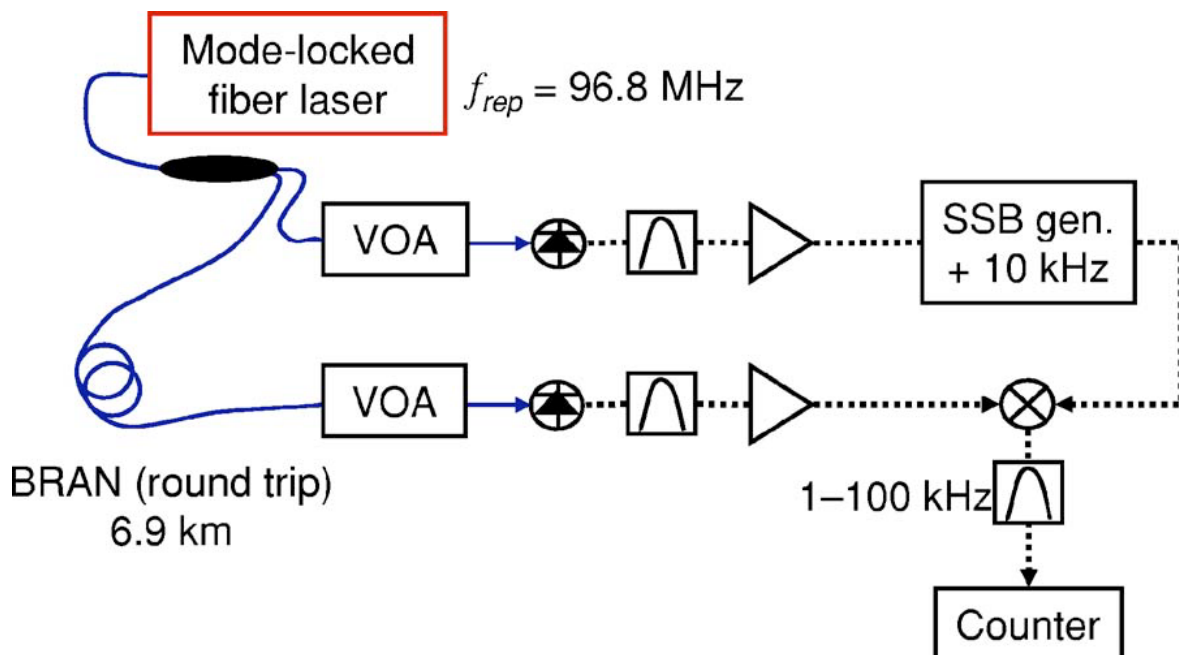 Mode-locked
fiber laser
f_rep = 96.8 MHz
VOA
SSB gen.
+ 10 kHz
VOA
BRAN (round trip)
6.9 km
1–100 kHz
Counter